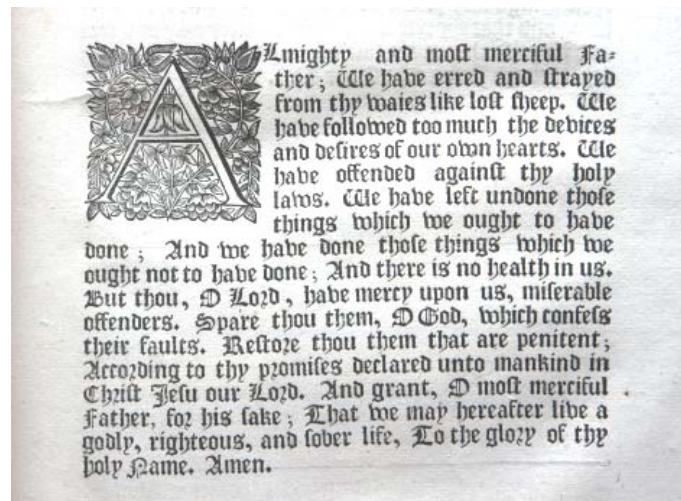 Almighty and most merciful Fa=
ther; We have erred and strayed
from thy waies like lost sheep. We
have followed too much the devices
and desires of our own hearts. We
have offended against thy holy
laws. We have left undone those
things which we ought to have
done; And we have done those things which we
ought not to have done; And there is no health in us.
But thou, O Lord, have mercy upon us, miserable
offenders. Spare thou them, O God, which confess
their faults. Restore thou them that are penitent;
According to thy promises declared unto mankind in
Christ Jesu our Lord. And grant, O most merciful
Father, for his sake; That we may hereafter live a
godly, righteous, and sober life, To the glory of thy
holy Name. Amen.